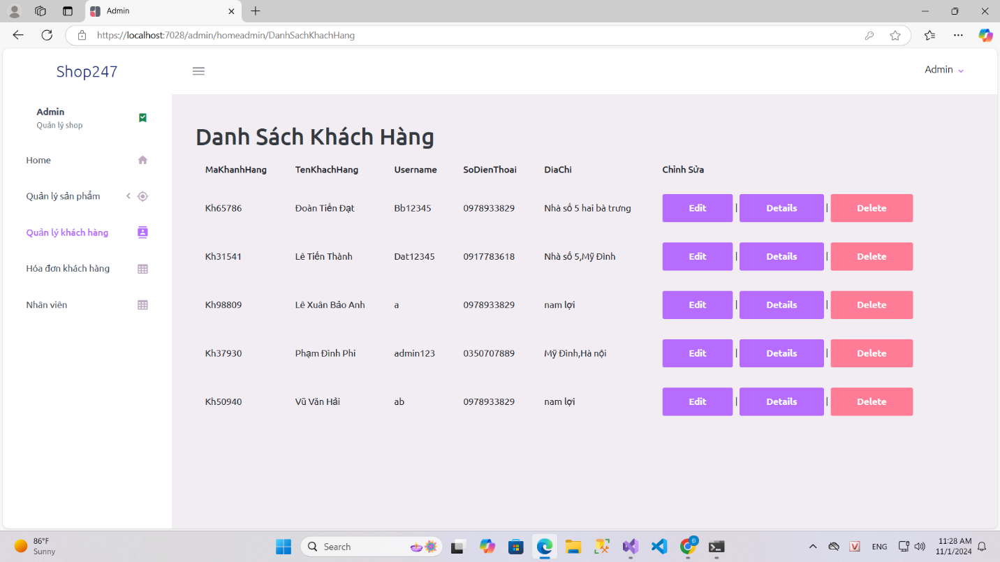 Admin
https://localhost:7028/admin/homeadmin/DanhSachKhachHang
Shop247
Admin
Admin
Quản lý shop
Home
Quản lý sản phẩm
Quản lý khách hàng
Hóa đơn khách hàng
Nhân viên
Danh Sách Khách Hàng
MaKhanhHang TenKhachHang Username SoDienThoai DiaChi Chỉnh Sửa
Kh65786 Đoàn Tiến Đạt Bb12345 0978933829 Nhà số 5 hai bà trưng Edit | Details | Delete
Kh31541 Lê Tiến Thành Dat12345 0917783618 Nhà số 5,Mỹ Đình Edit | Details | Delete
Kh98809 Lê Xuân Bảo Anh a 0978933829 nam lợi Edit | Details | Delete
Kh37930 Phạm Đình Phi admin123 0350707889 Mỹ Đình,Hà nội Edit | Details | Delete
Kh50940 Vũ Văn Hải ab 0978933829 nam lợi Edit | Details | Delete
86°F
Sunny
Search
Đ
V
ENG
11:28 AM
11/1/2024